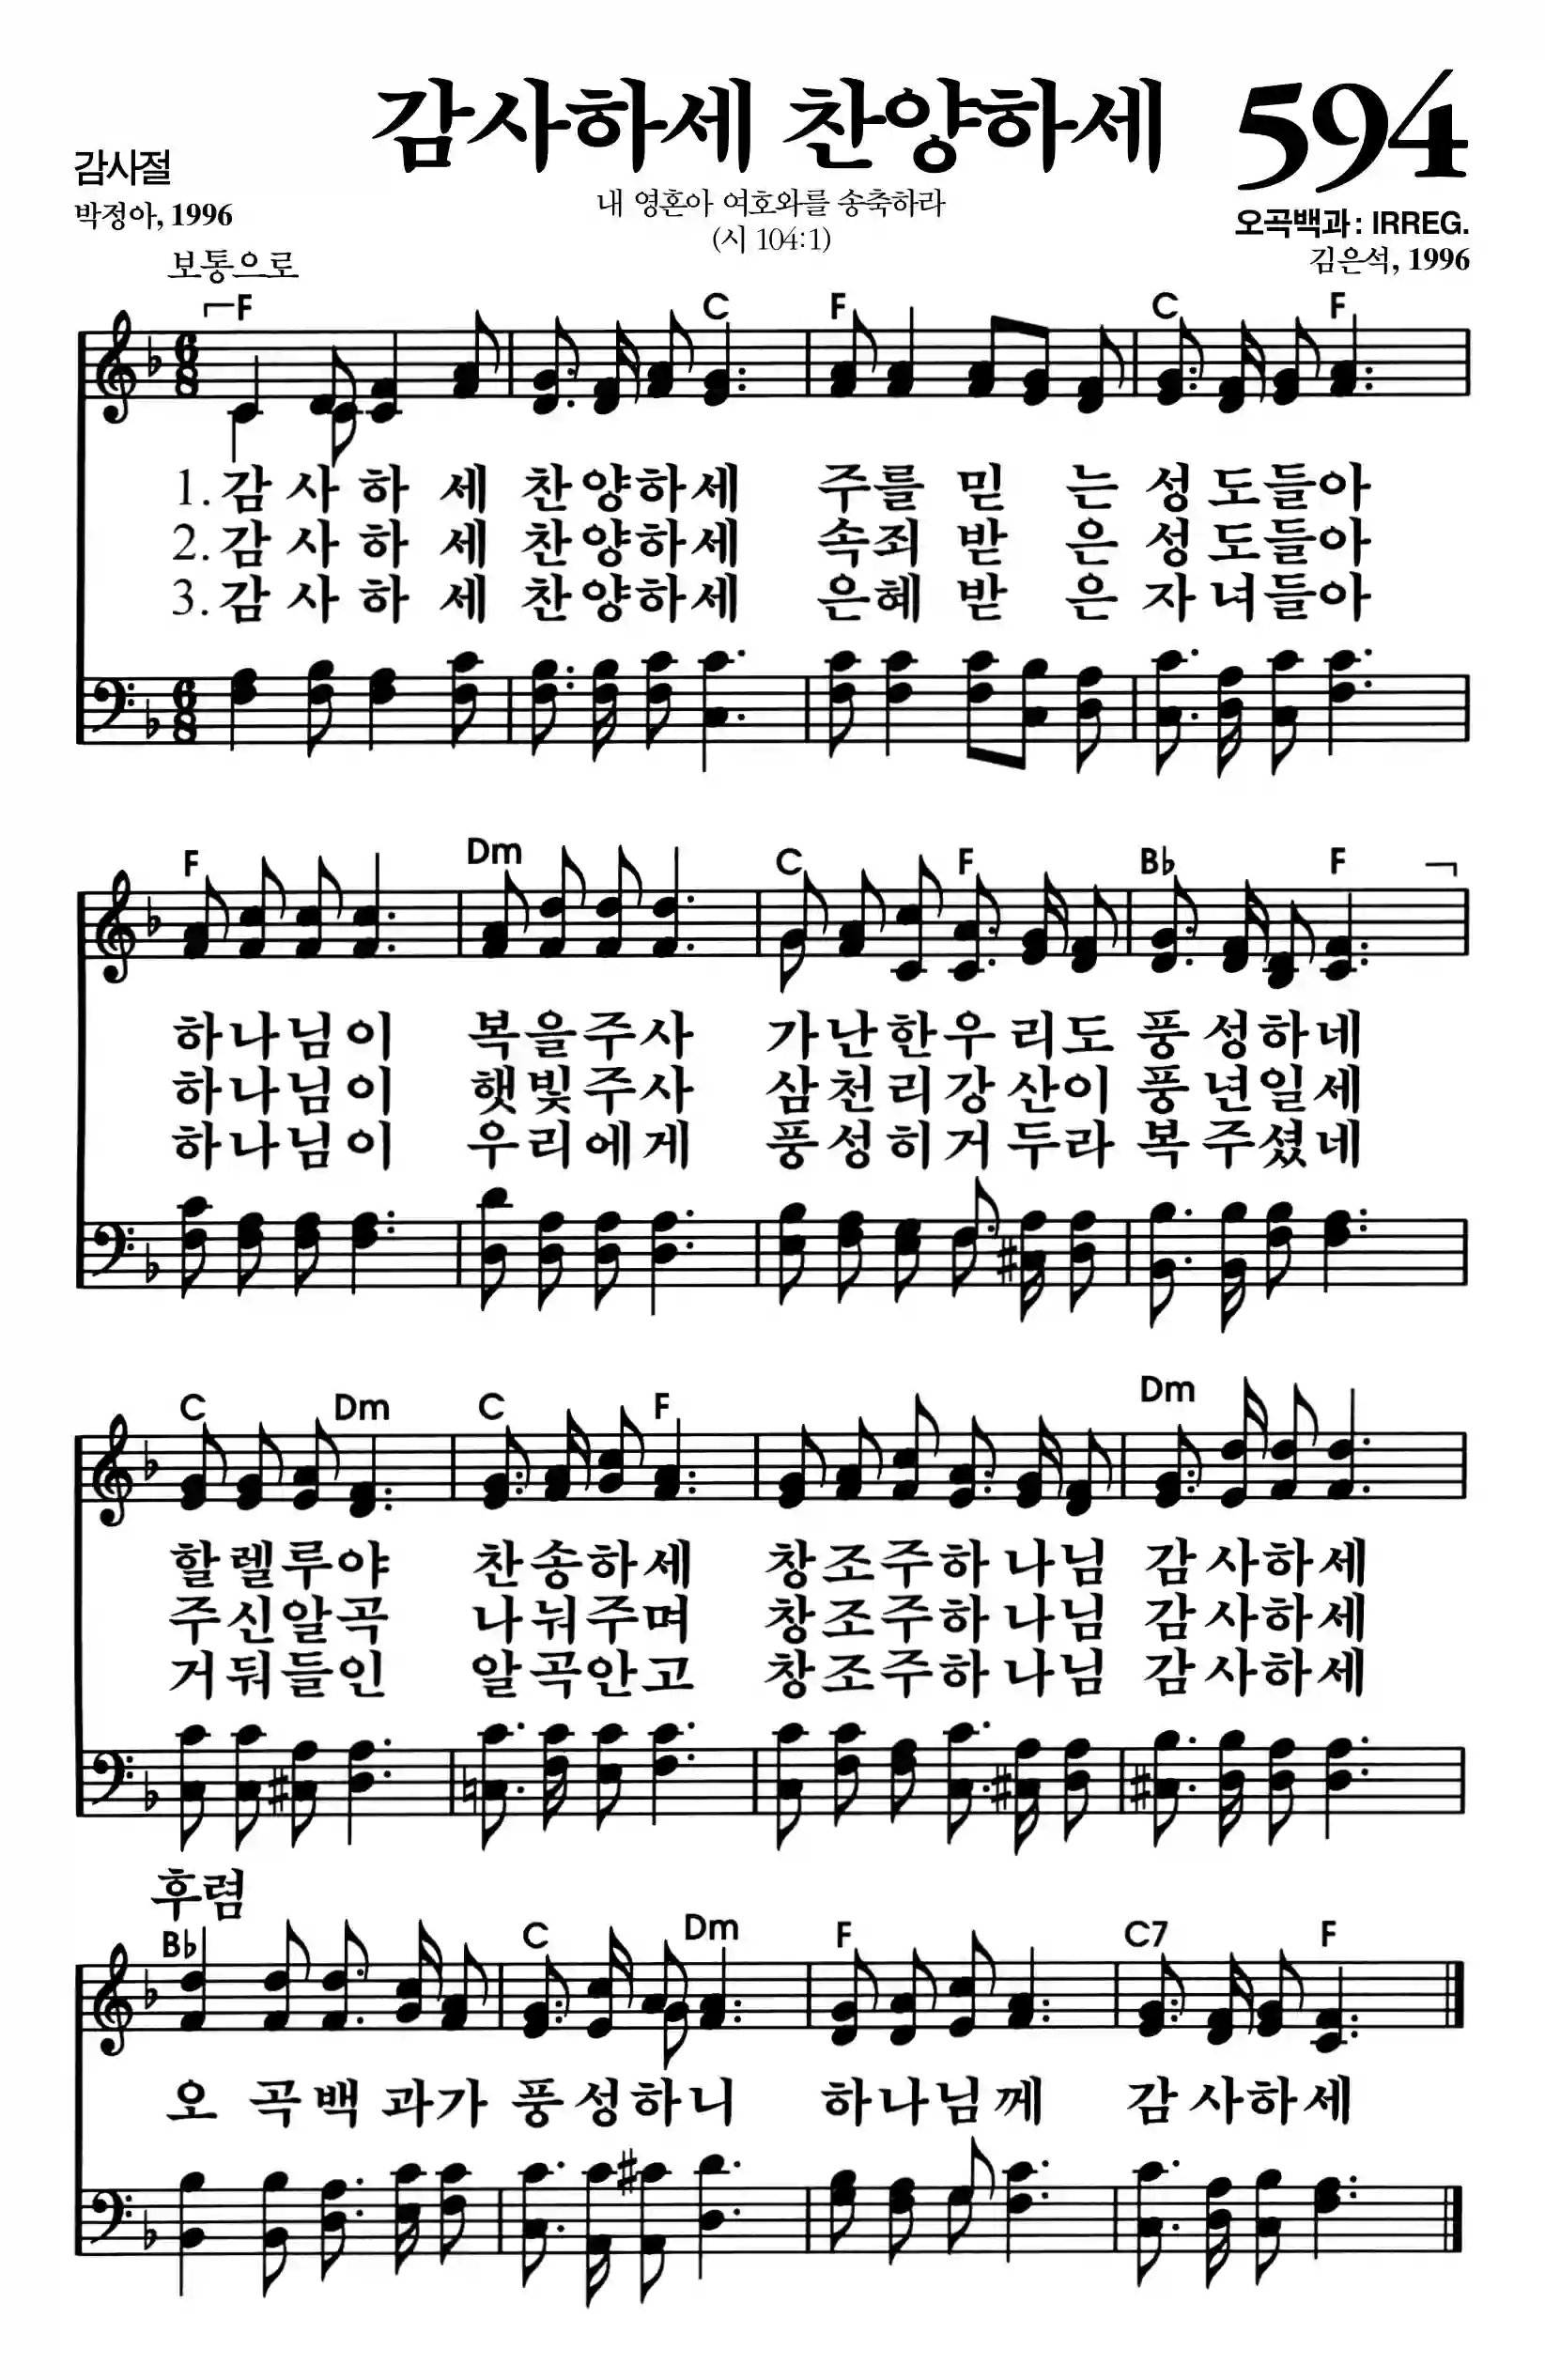 감사하세 찬양하세 594
감사절
내 영혼아 여호와를 송축하라
박정아, 1996
(시 104:1)
오곡백과: IRREG.
김은석, 1996
보통으로
F C F C F
1. 감사하세 찬양하세 주를 믿는 성도들아
2. 감사하세 찬양하세 속죄 받은 성도들아
3. 감사하세 찬양하세 은혜 받은 자녀들아
F Dm C F B♭ F
하나님이 복을주사 가난한우리도 풍성하네
하나님이 햇빛주사 삼천리강산이 풍년일세
하나님이 우리에게 풍성히거두라 복주셨네
C Dm C F Dm
할렐루야 찬송하세 창조주하나님 감사하세
주신알곡 나눠주며 창조주하나님 감사하세
거둬들인 알곡안고 창조주하나님 감사하세
후렴
B♭ C Dm F C7 F
오곡백과가 풍성하니 하나님께 감사하세